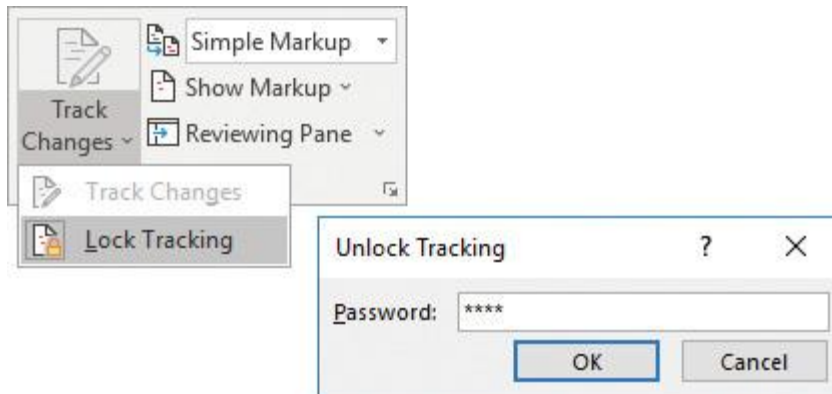 Simple Markup
Show Markup
Track
Changes
Reviewing Pane
Track Changes
Lock Tracking
Unlock Tracking ?
Password: ****
OK Cancel